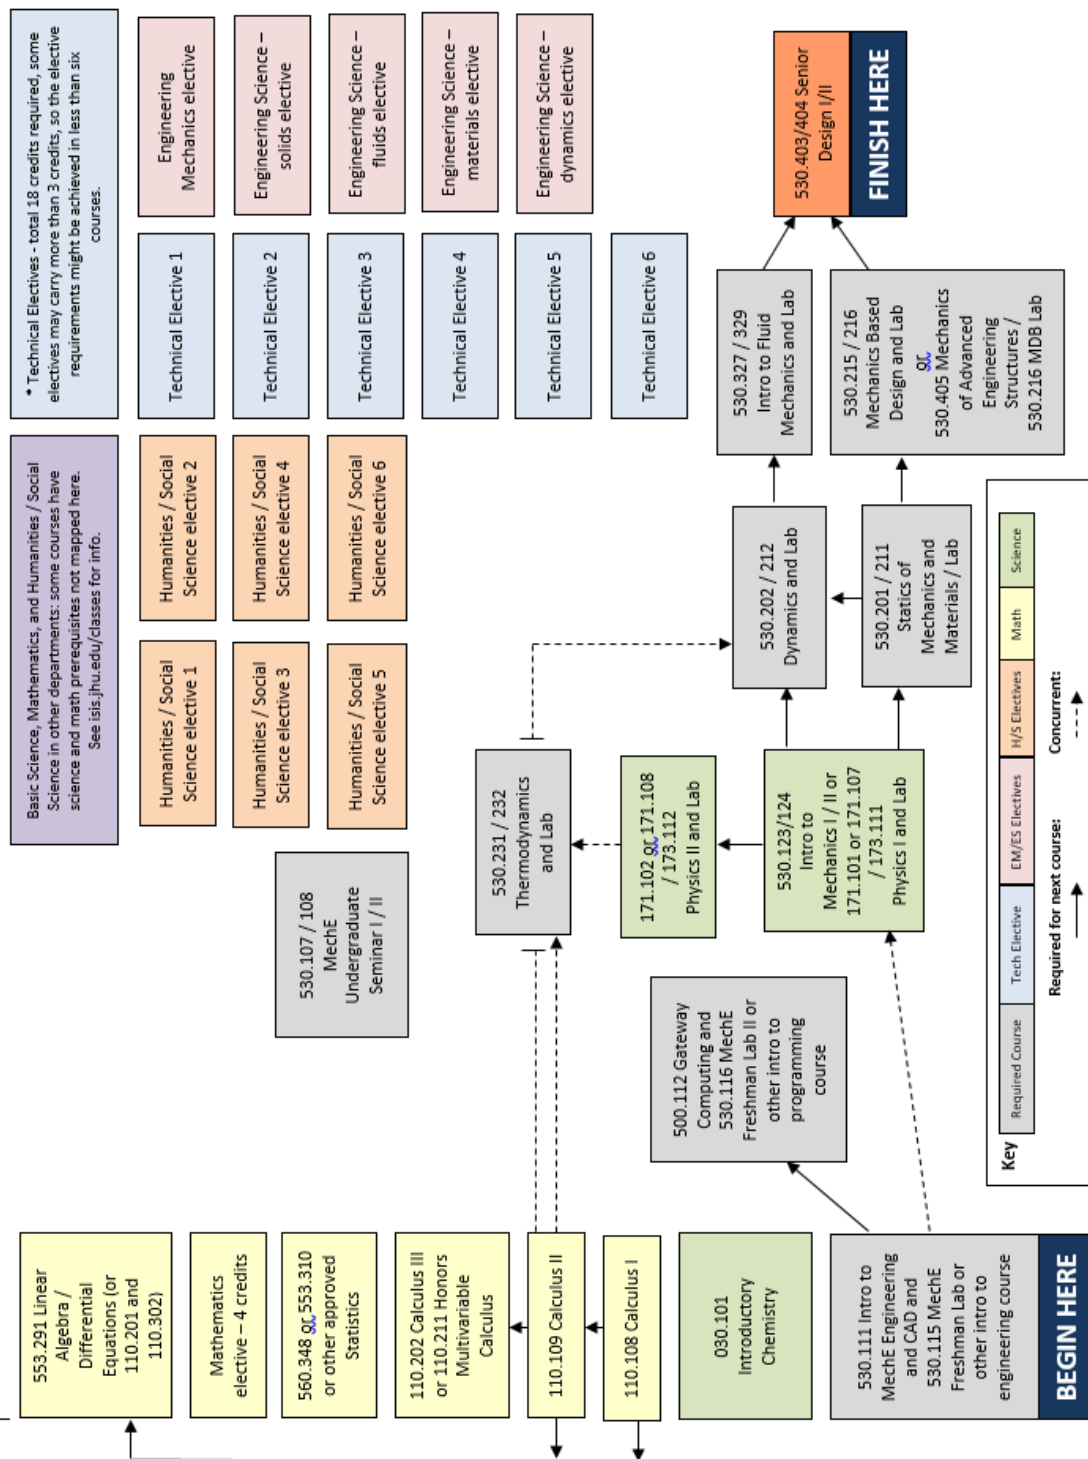 553.291 Linear
Algebra /
Differential
Equations (or
110.201 and
110.302)
Mathematics
elective – 4 credits
560.348 or 553.310
or other approved
Statistics
110.202 Calculus III
or 110.211 Honors
Multivariable
Calculus
110.109 Calculus II
110.108 Calculus I
030.101
Introductory
Chemistry
530.111 Intro to
MechE Engineering
and CAD and
530.115 MechE
Freshman Lab or
other intro to
engineering course
BEGIN HERE
500.112 Gateway
Computing and
530.116 MechE
Freshman Lab II or
other intro to
programming
course
530.107 / 108
MechE
Undergraduate
Seminar I / II
530.231 / 232
Thermodynamics
and Lab
171.102 or 171.108
/ 173.112
Physics II and Lab
530.123/124
Intro to
Mechanics I / II or
171.101 or 171.107
/ 173.111
Physics I and Lab
Basic Science, Mathematics, and Humanities / Social
Science in other departments: some courses have
science and math prerequisites not mapped here.
See isis.jhu.edu/classes for info.
Humanities / Social
Science elective 1
Humanities / Social
Science elective 2
Humanities / Social
Science elective 3
Humanities / Social
Science elective 4
Humanities / Social
Science elective 5
Humanities / Social
Science elective 6
530.202 / 212
Dynamics and Lab
530.201 / 211
Statics of
Mechanics and
Materials / Lab
* Technical Electives - total 18 credits required, some
electives may carry more than 3 credits, so the elective
requirements might be achieved in less than six
courses.
Technical Elective 1
Technical Elective 2
Technical Elective 3
Technical Elective 4
Technical Elective 5
Technical Elective 6
Engineering
Mechanics elective
Engineering Science –
solids elective
Engineering Science –
fluids elective
Engineering Science –
materials elective
Engineering Science –
dynamics elective
530.327 / 329
Intro to Fluid
Mechanics and Lab
530.215 / 216
Mechanics Based
Design and Lab
or
530.405 Mechanics
of Advanced
Engineering
Structures /
530.216 MDB Lab
530.403/404 Senior
Design I/II
FINISH HERE
Key
Required Course
Tech Elective
EM/ES Electives
H/S Electives
Math
Science
Required for next course:
Concurrent: